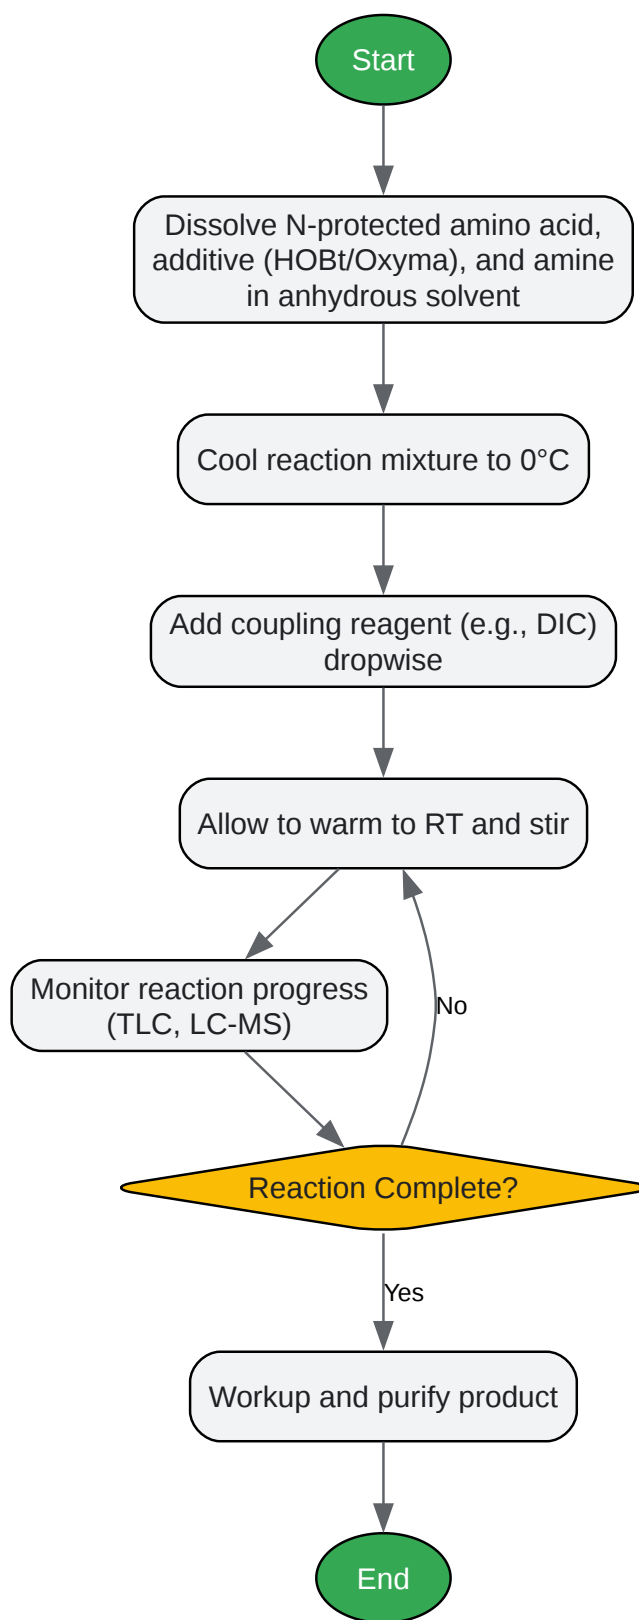 Start
Dissolve N-protected amino acid,
additive (HOBt/Oxyma), and amine
in anhydrous solvent
Cool reaction mixture to 0°C
Add coupling reagent (e.g., DIC)
dropwise
Allow to warm to RT and stir
Monitor reaction progress
(TLC, LC-MS)
No
Reaction Complete?
Yes
Workup and purify product
End